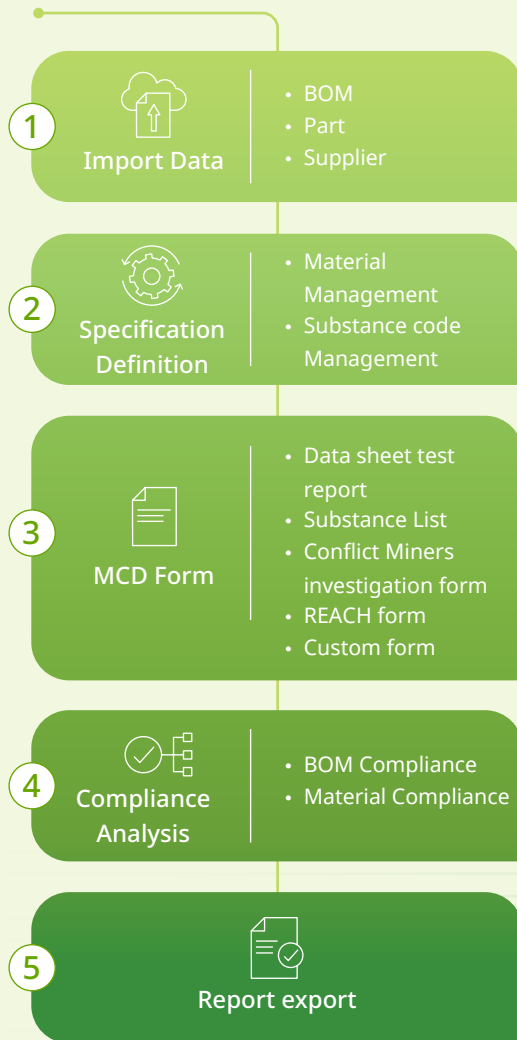 1
Import Data
• BOM
• Part
• Supplier
2
Specification
Definition
• Material
Management
• Substance code
Management
3
MCD Form
• Data sheet test
report
• Substance List
• Conflict Miners
investigation form
• REACH form
• Custom form
4
Compliance
Analysis
• BOM Compliance
• Material Compliance
5
Report export